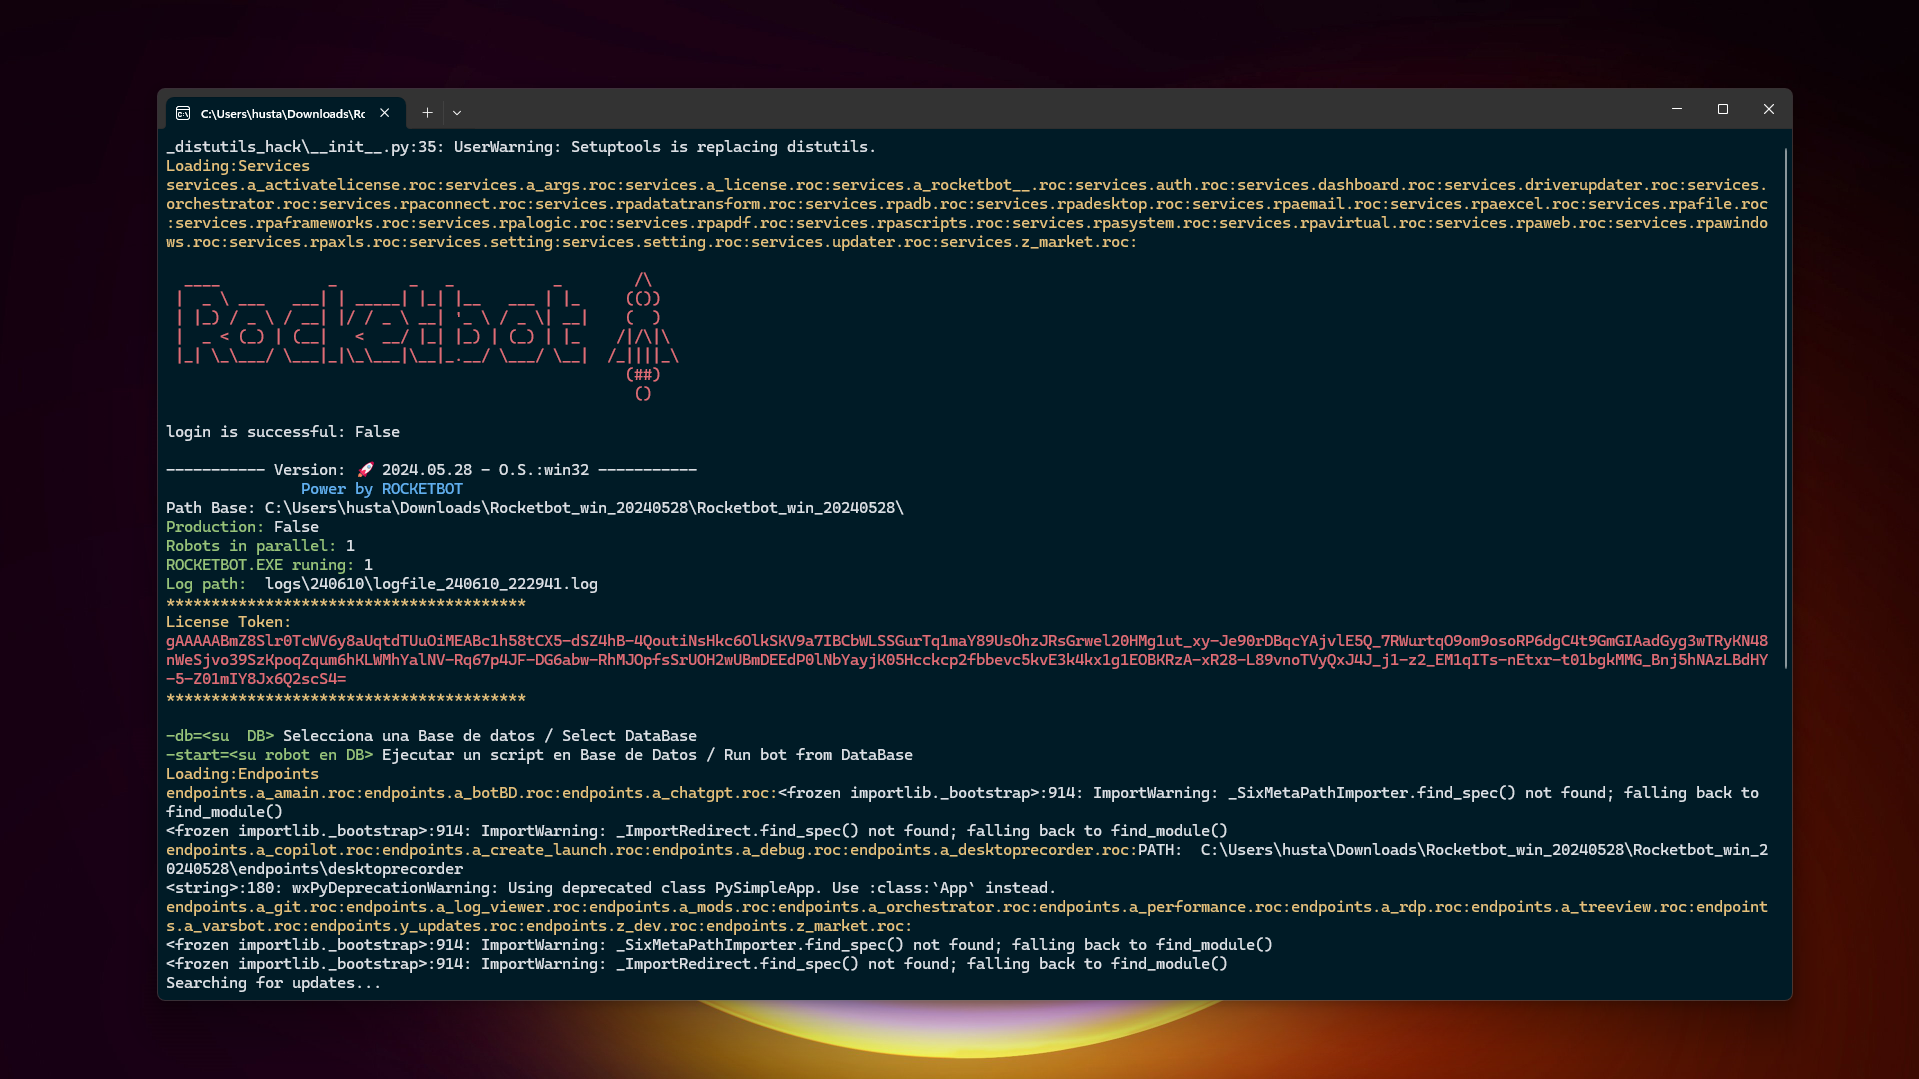 C:\Users\husta\Downloads\Rc
_distutils_hack\__init__.py:35: UserWarning: Setuptools is replacing distutils.
Loading:Services
services.a_activatelicense.roc:services.a_args.roc:services.a_license.roc:services.a_rocketbot__.roc:services.auth.roc:services.dashboard.roc:services.driverupdater.roc:services.
orchestrator.roc:services.rpaconnect.roc:services.rpadatatransform.roc:services.rpadb.roc:services.rpadesktop.roc:services.rpaemail.roc:services.rpaexcel.roc:services.rpafile.roc
:services.rpaframeworks.roc:services.rpalogic.roc:services.rpapdf.roc:services.rpascripts.roc:services.rpasystem.roc:services.rpavirtual.roc:services.rpaweb.roc:services.rpawindo
ws.roc:services.rpaxls.roc:services.setting:services.setting.roc:services.updater.roc:services.z_market.roc:
Rocketbot
login is successful: False
----------- Version: 🚀 2024.05.28 - O.S.:win32 -----------
Power by ROCKETBOT
Path Base: C:\Users\husta\Downloads\Rocketbot_win_20240528\Rocketbot_win_20240528\
Production: False
Robots in parallel: 1
ROCKETBOT.EXE runing: 1
Log path:  logs\240610\logfile_240610_222941.log
****************************************
License Token:
gAAAAABmZ8Slr0TcWV6y8aUqtdTUuOiMEABc1h58tCX5-dSZ4hB-4QoutiNsHkc6OlkSKV9a7IBCbWLSSGurTq1maY89UsOhzJRsGrwel20HMg1ut_xy-Je90rDBqcYAjvlE5Q_7RWurtqO9om9osoRP6dgC4t9GmGIAadGyg3wTRyKN48
nWeSjvo39SzKpoqZqum6hKLWMhYalNV-Rq67p4JF-DG6abw-RhMJOpfsSrUOH2wUBmDEEdP0lNbYayjK05Hcckcp2fbbevc5kvE3k4kx1g1EOBKRzA-xR28-L89vnoTVyQxJ4J_j1-z2_EM1qITs-nEtxr-t01bgkMMG_Bnj5hNAzLBdHY
-5-Z01mIY8Jx6Q2scS4=
****************************************
-db=<su  DB> Selecciona una Base de datos / Select DataBase
-start=<su robot en DB> Ejecutar un script en Base de Datos / Run bot from DataBase
Loading:Endpoints
endpoints.a_amain.roc:endpoints.a_botBD.roc:endpoints.a_chatgpt.roc:<frozen importlib._bootstrap>:914: ImportWarning: _SixMetaPathImporter.find_spec() not found; falling back to
find_module()
<frozen importlib._bootstrap>:914: ImportWarning: _ImportRedirect.find_spec() not found; falling back to find_module()
endpoints.a_copilot.roc:endpoints.a_create_launch.roc:endpoints.a_debug.roc:endpoints.a_desktoprecorder.roc:PATH:  C:\Users\husta\Downloads\Rocketbot_win_20240528\Rocketbot_win_2
0240528\endpoints\desktoprecorder
<string>:180: wxPyDeprecationWarning: Using deprecated class PySimpleApp. Use :class:`App` instead.
endpoints.a_git.roc:endpoints.a_log_viewer.roc:endpoints.a_mods.roc:endpoints.a_orchestrator.roc:endpoints.a_performance.roc:endpoints.a_rdp.roc:endpoints.a_treeview.roc:endpoint
s.a_varsbot.roc:endpoints.y_updates.roc:endpoints.z_dev.roc:endpoints.z_market.roc:
<frozen importlib._bootstrap>:914: ImportWarning: _SixMetaPathImporter.find_spec() not found; falling back to find_module()
<frozen importlib._bootstrap>:914: ImportWarning: _ImportRedirect.find_spec() not found; falling back to find_module()
Searching for updates...